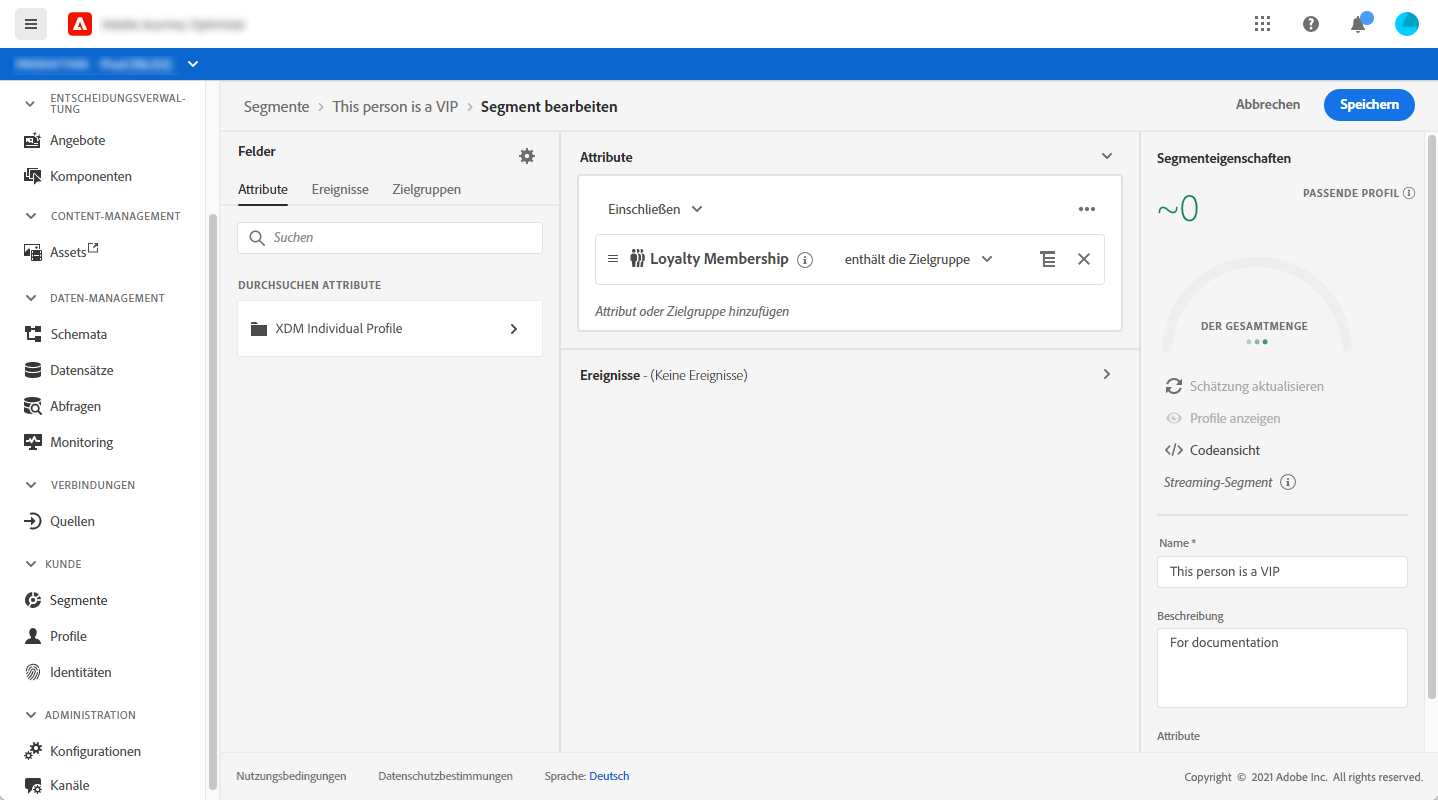 Segmente > This person is a VIP > Segment bearbeiten
Abbrechen
Speichern
ENTSCHEIDUNGSVERWAL-
TUNG
Angebote
Komponenten
CONTENT-MANAGEMENT
Assets
DATEN-MANAGEMENT
Schemata
Datensätze
Abfragen
Monitoring
VERBINDUNGEN
Quellen
KUNDE
Segmente
Profile
Identitäten
ADMINISTRATION
Konfigurationen
Kanäle
Felder
Attribute
Ereignisse
Zielgruppen
Suchen
DURCHSUCHEN ATTRIBUTE
XDM Individual Profile
Attribute
Einschließen
Loyalty Membership
enthält die Zielgruppe
Attribut oder Zielgruppe hinzufügen
Ereignisse - (Keine Ereignisse)
Segmenteigenschaften
PASSENDE PROFIL
~0
DER GESAMTMENGE
Schätzung aktualisieren
Profile anzeigen
Codeansicht
Streaming-Segment
Name *
This person is a VIP
Beschreibung
For documentation
Attribute
Nutzungsbedingungen
Datenschutzbestimmungen
Sprache: Deutsch
Copyright © 2021 Adobe Inc. All rights reserved.